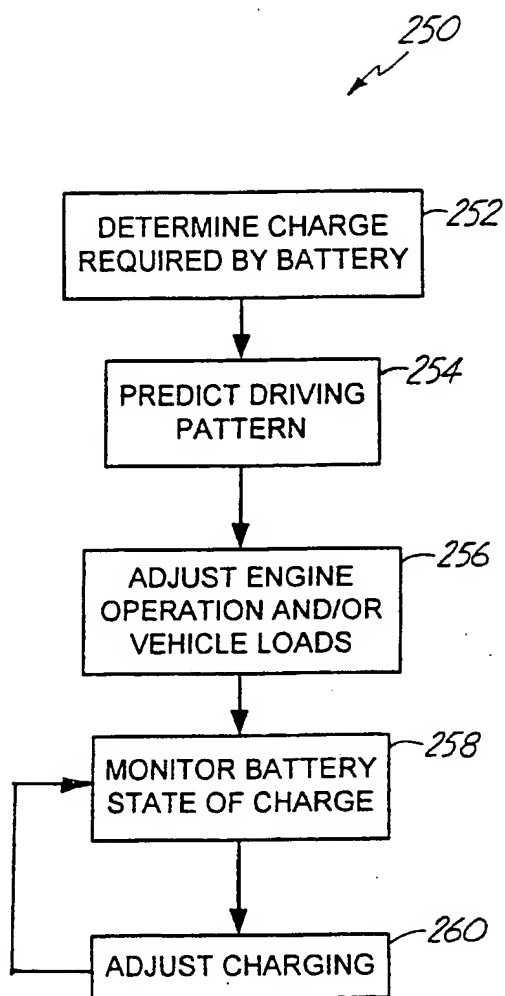 250
DETERMINE CHARGE
REQUIRED BY BATTERY
252
PREDICT DRIVING
PATTERN
254
ADJUST ENGINE
OPERATION AND/OR
VEHICLE LOADS
256
MONITOR BATTERY
STATE OF CHARGE
258
ADJUST CHARGING
260